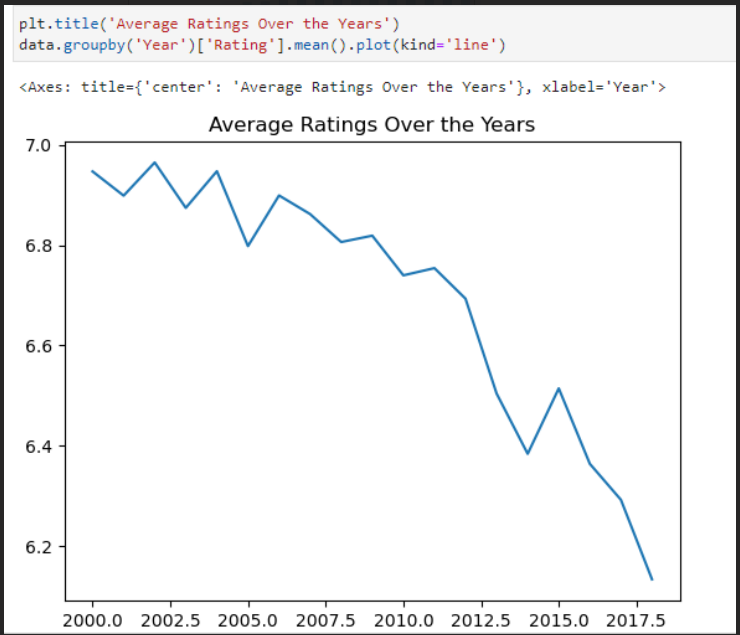 plt.title('Average Ratings Over the Years')
data.groupby('Year')['Rating'].mean().plot(kind='line')
<Axes: title={'center': 'Average Ratings Over the Years'}, xlabel='Year'>
Average Ratings Over the Years
7.0
6.8
6.6
6.4
6.2
2000.0 2002.5 2005.0 2007.5 2010.0 2012.5 2015.0 2017.5